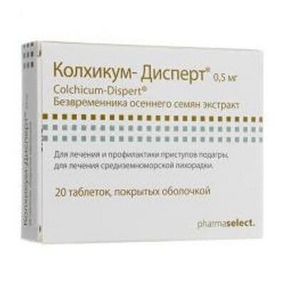 Колхикум- Дисперт® 0,5 мг
Colchicum-Dispert®
Безвременника осеннего семян экстракт
Для лечения и профилактики приступов подагры,
для лечения средиземноморской лихорадки.
20 таблеток, покрытых оболочкой
pharmaselect.